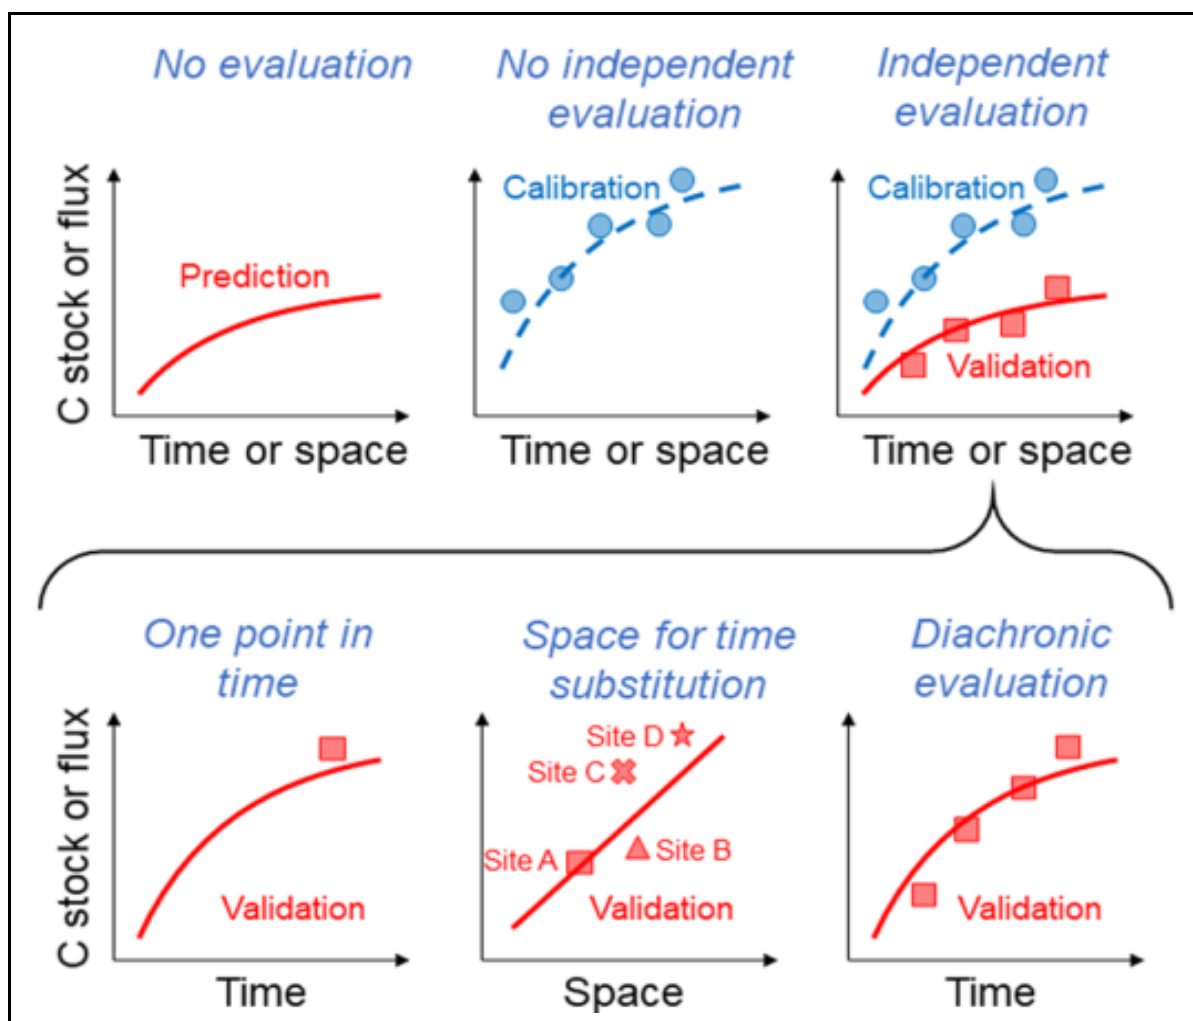 No evaluation
No independent
evaluation
Independent
evaluation
C stock or flux
Prediction
Time or space
Calibration
Time or space
Calibration
Validation
Time or space
One point in
time
Space for time
substitution
Diachronic
evaluation
C stock or flux
Validation
Time
Site D
Site C
Site A
Site B
Validation
Space
Validation
Time